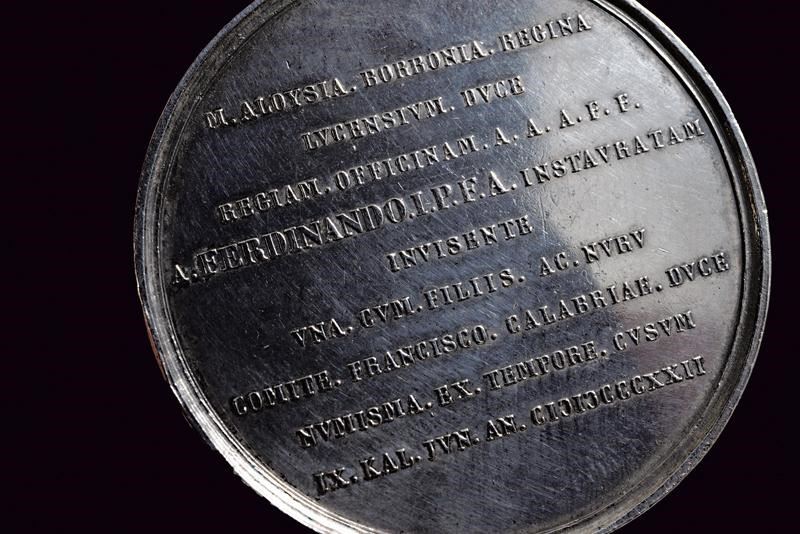 M. ALOYSIA. BORBONIA. REGINA
LVCENSIVM. DVCE
REGIAM. OFFICINAM. A. A. A. F. F.
A. FERDINANDO. I. P. F. A. INSTAVRATAM
INVISENTE
VNA. CVM. FILIIS. AC. NVRV
COMITE. FRANCISCO. CALABRIAE. DVCE
NVMISMA. EX. TEMPORE. CVSVM
IX. KAL. JVN. AN. CIƆIƆCCCXXII